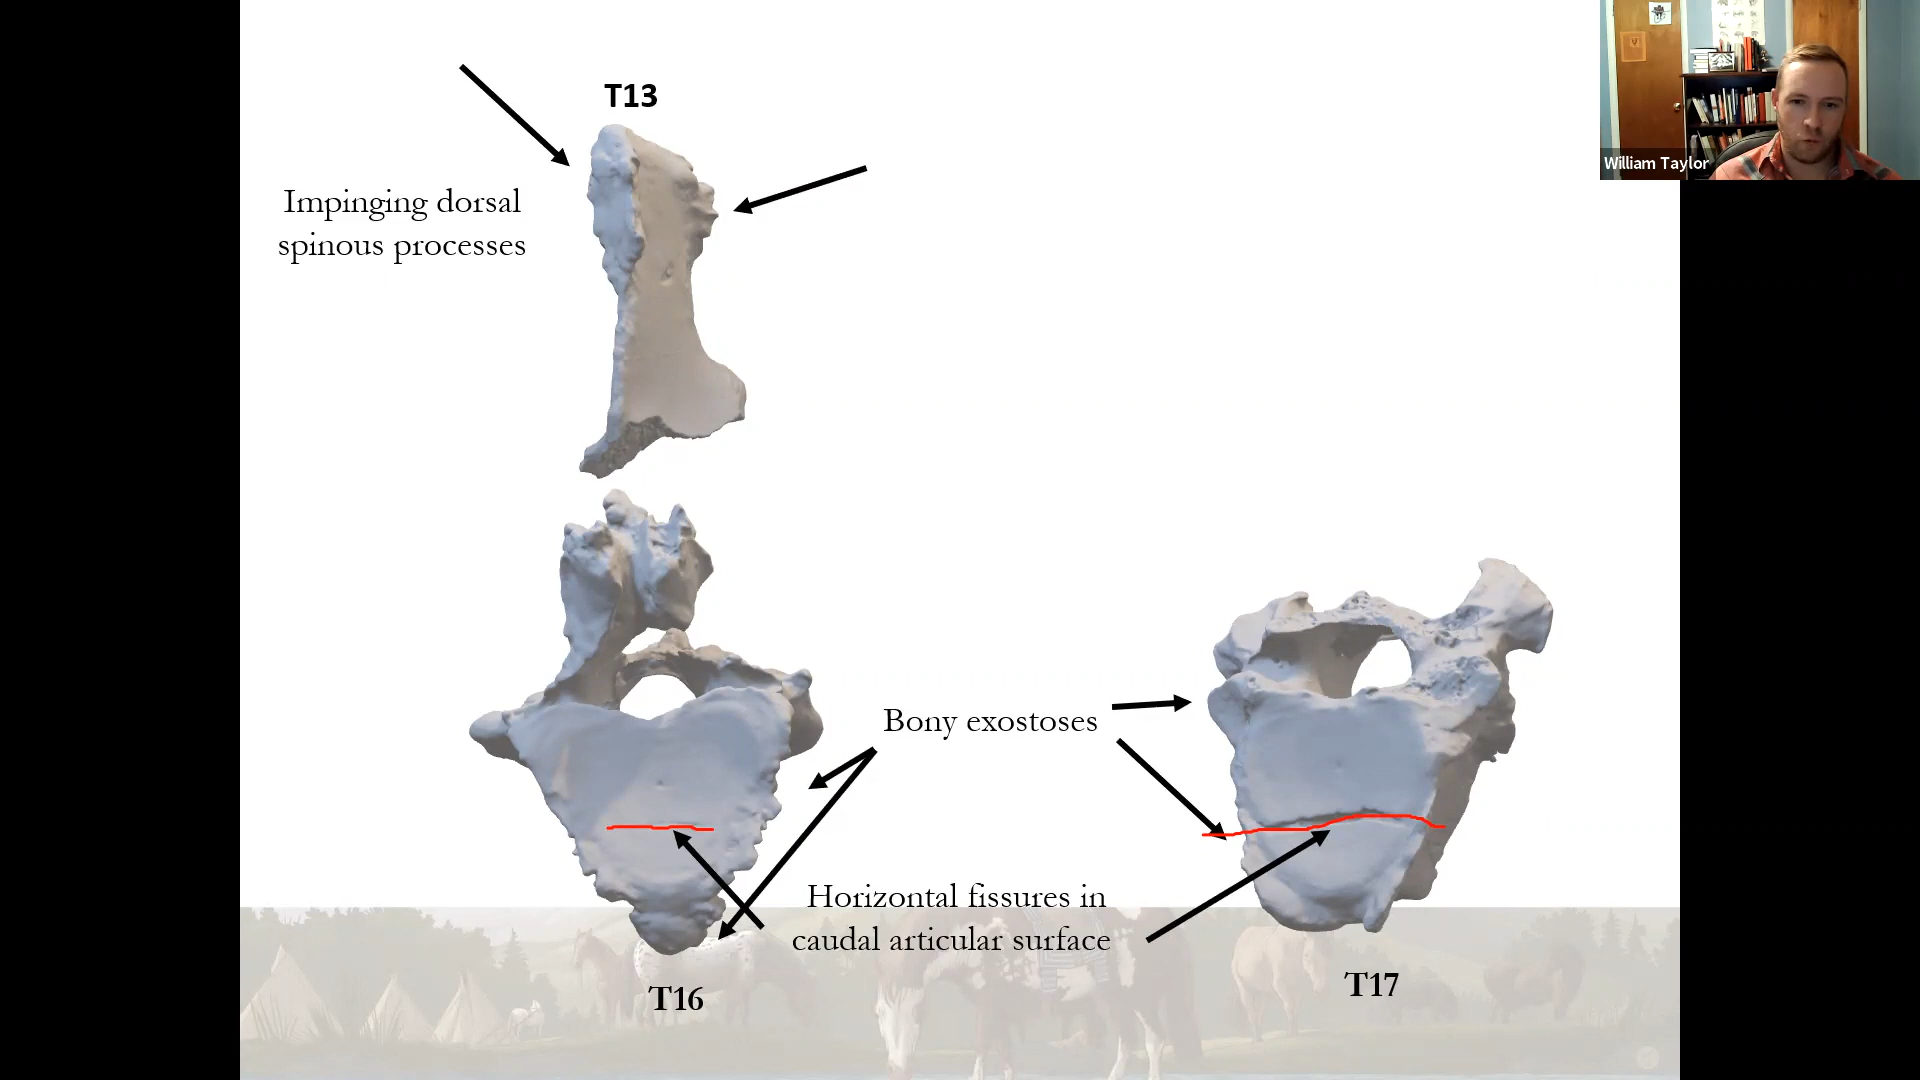 T13
Impinging dorsal
spinous processes
William Taylor
Bony exostoses
Horizontal fissures in
caudal articular surface
T16
T17